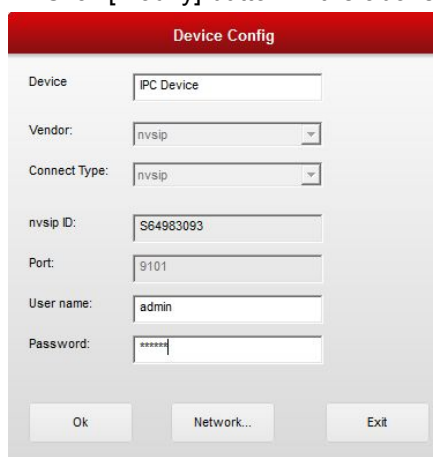 Device Config
Device
IPC Device
Vendor:
nvsip
Connect Type:
nvsip
nvsip ID:
S64983093
Port:
9101
User name:
admin
Password:
******
Ok
Network...
Exit